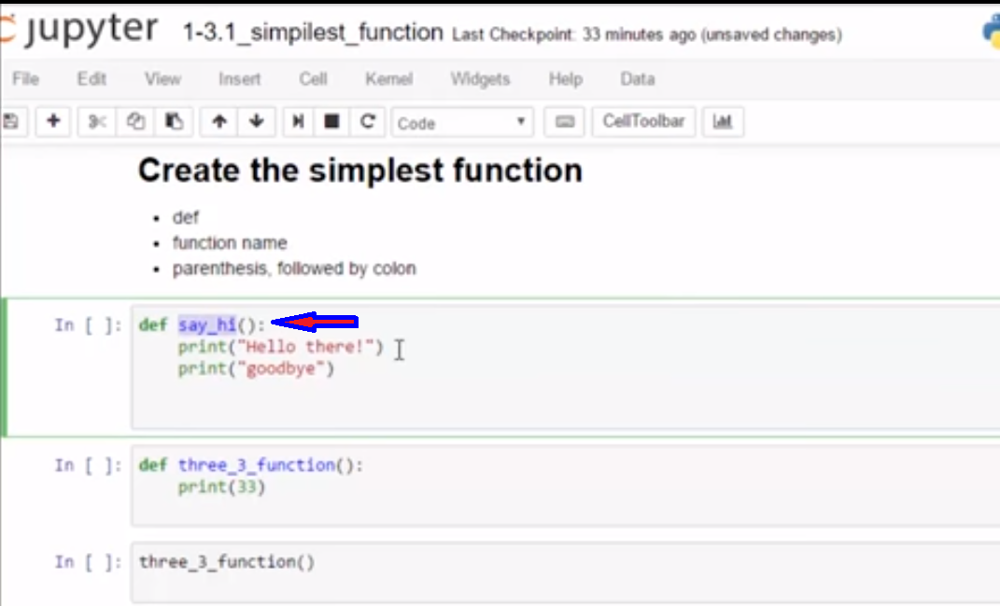 jupyter 1-3.1_simpilest_function Last Checkpoint: 33 minutes ago (unsaved changes)
File Edit View Insert Cell Kernel Widgets Help Data
Code CellToolbar
Create the simplest function
• def
• function name
• parenthesis, followed by colon
In [ ]: def say_hi():
print("Hello there!")
print("goodbye")
In [ ]: def three_3_function():
print(33)
In [ ]: three_3_function()